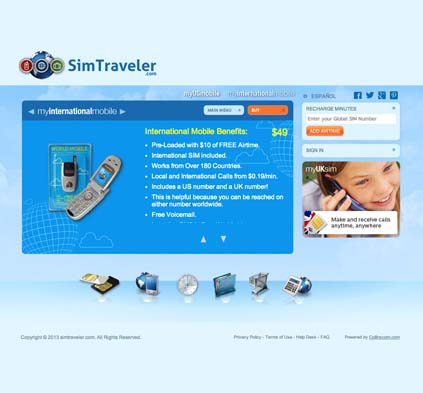 SimTraveler
.com
myUSmobile
myinternationalmobile
ESPAÑOL
myinternationalmobile
MAIN MENU
BUY
RECHARGE MINUTES
Enter your Global SIM Number
ADD AIRTIME
SIGN IN
International Mobile Benefits:
$49
WORLD MOBILE
Pre-Loaded with $10 of FREE Airtime.
International SIM included.
Works from Over 180 Countries.
Local and International Calls from $0.19/min.
Includes a US number and a UK number!
This is helpful because you can be reached on
either number worldwide.
Free Voicemail.
myUKsim
Make and receive calls
anytime, anywhere
Copyright © 2013 simtraveler.com. All Rights Reserved.
Privacy Policy - Terms of Use - Help Desk - FAQ
Powered by